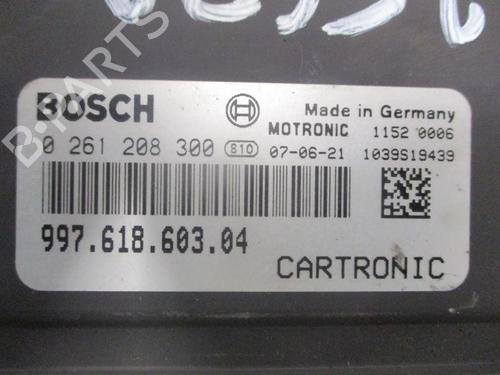 BOSCH
Made in Germany
MOTRONIC 1152 0006
0 261 208 300 810 07-06-21 1039S19439
997.618.603.04
CARTRONIC
B-PARTS